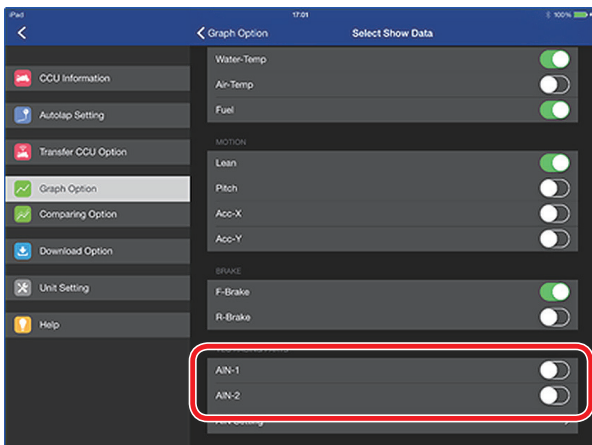 iPad
17:01
100%
Graph Option
Select Show Data
CCU Information
Autolap Setting
Transfer CCU Option
Graph Option
Comparing Option
Download Option
Unit Setting
Help
Water-Temp
Air-Temp
Fuel
MOTION
Lean
Pitch
Acc-X
Acc-Y
BRAKE
F-Brake
R-Brake
AIN-1
AIN-2
AIN Setting